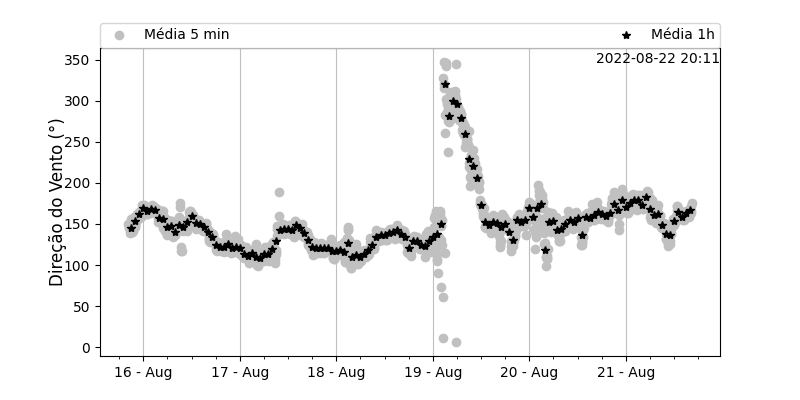 Média 5 min
Média 1h
2022-08-22 20:11
Direção do Vento (°)
350
300
250
200
150
100
50
0
16 - Aug
17 - Aug
18 - Aug
19 - Aug
20 - Aug
21 - Aug